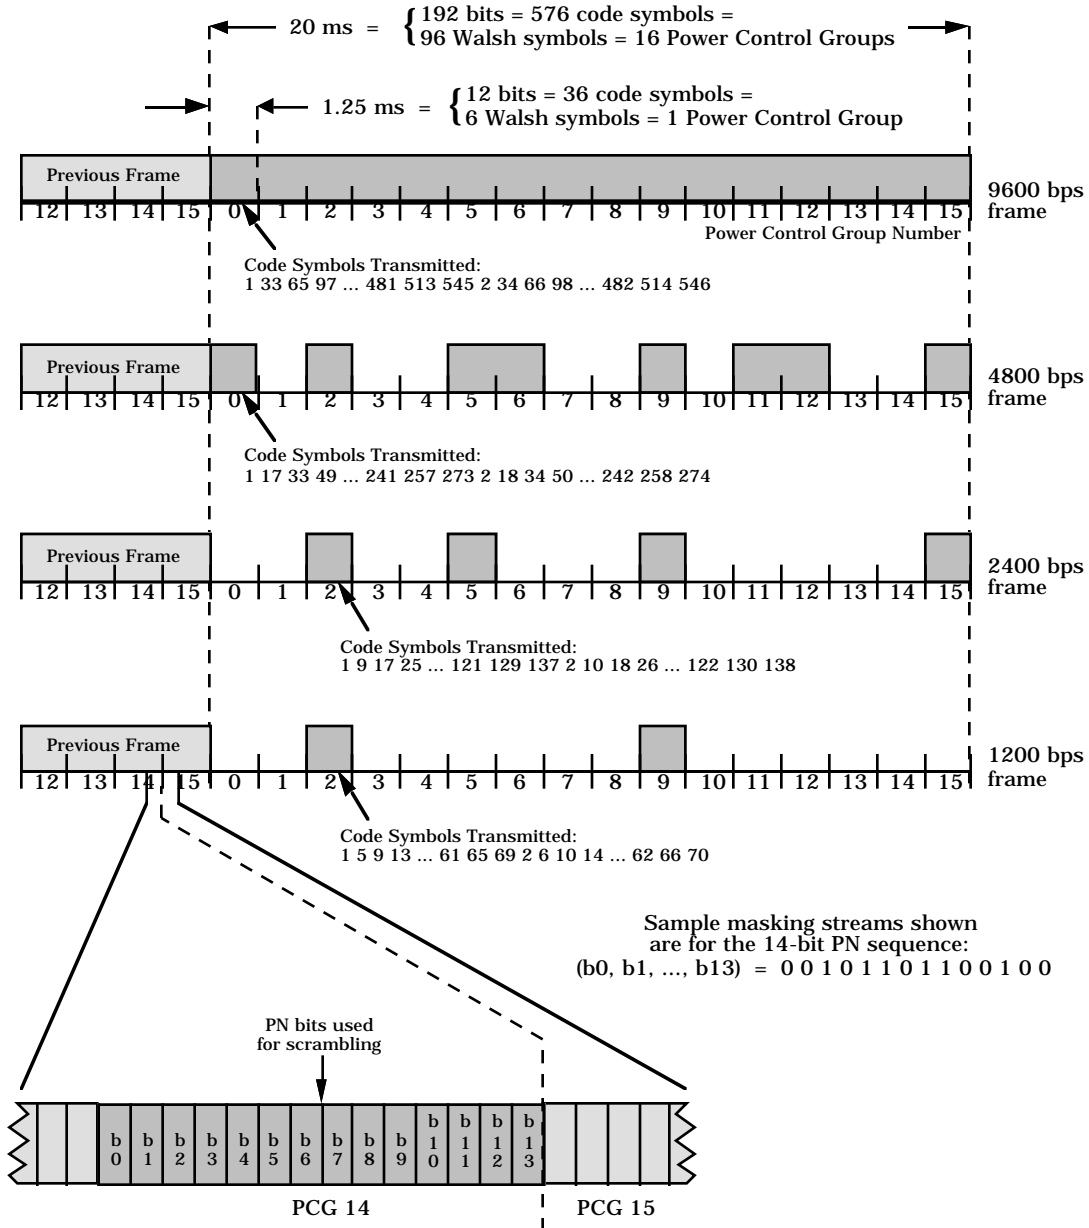 20 ms = { 192 bits = 576 code symbols =
96 Walsh symbols = 16 Power Control Groups
1.25 ms = { 12 bits = 36 code symbols =
6 Walsh symbols = 1 Power Control Group
Previous Frame
12 13 14 15 0 1 2 3 4 5 6 7 8 9 10 11 12 13 14 15
9600 bps
frame
Power Control Group Number
Code Symbols Transmitted:
1 33 65 97 ... 481 513 545 2 34 66 98 ... 482 514 546
Previous Frame
12 13 14 15 0 1 2 3 4 5 6 7 8 9 10 11 12 13 14 15
4800 bps
frame
Code Symbols Transmitted:
1 17 33 49 ... 241 257 273 2 18 34 50 ... 242 258 274
Previous Frame
12 13 14 15 0 1 2 3 4 5 6 7 8 9 10 11 12 13 14 15
2400 bps
frame
Code Symbols Transmitted:
1 9 17 25 ... 121 129 137 2 10 18 26 ... 122 130 138
Previous Frame
12 13 14 15 0 1 2 3 4 5 6 7 8 9 10 11 12 13 14 15
1200 bps
frame
Code Symbols Transmitted:
1 5 9 13 ... 61 65 69 2 6 10 14 ... 62 66 70
Sample masking streams shown
are for the 14-bit PN sequence:
(b0, b1, ..., b13) = 0 0 1 0 1 1 0 1 1 0 0 1 0 0
PN bits used
for scrambling
b0 b1 b2 b3 b4 b5 b6 b7 b8 b9 b10 b11 b12 b13
PCG 14 PCG 15